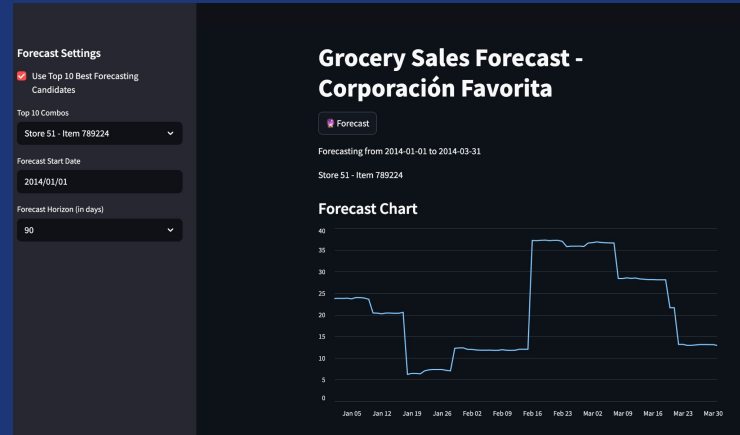 Forecast Settings
Use Top 10 Best Forecasting
Candidates
Top 10 Combos
Store 51 - Item 789224
Forecast Start Date
2014/01/01
Forecast Horizon (in days)
90
Grocery Sales Forecast -
Corporación Favorita
Forecast
Forecasting from 2014-01-01 to 2014-03-31
Store 51 - Item 789224
Forecast Chart
40
35
30
25
20
15
10
5
0
Jan 05 Jan 12 Jan 19 Jan 26 Feb 02 Feb 09 Feb 16 Feb 23 Mar 02 Mar 09 Mar 16 Mar 23 Mar 30